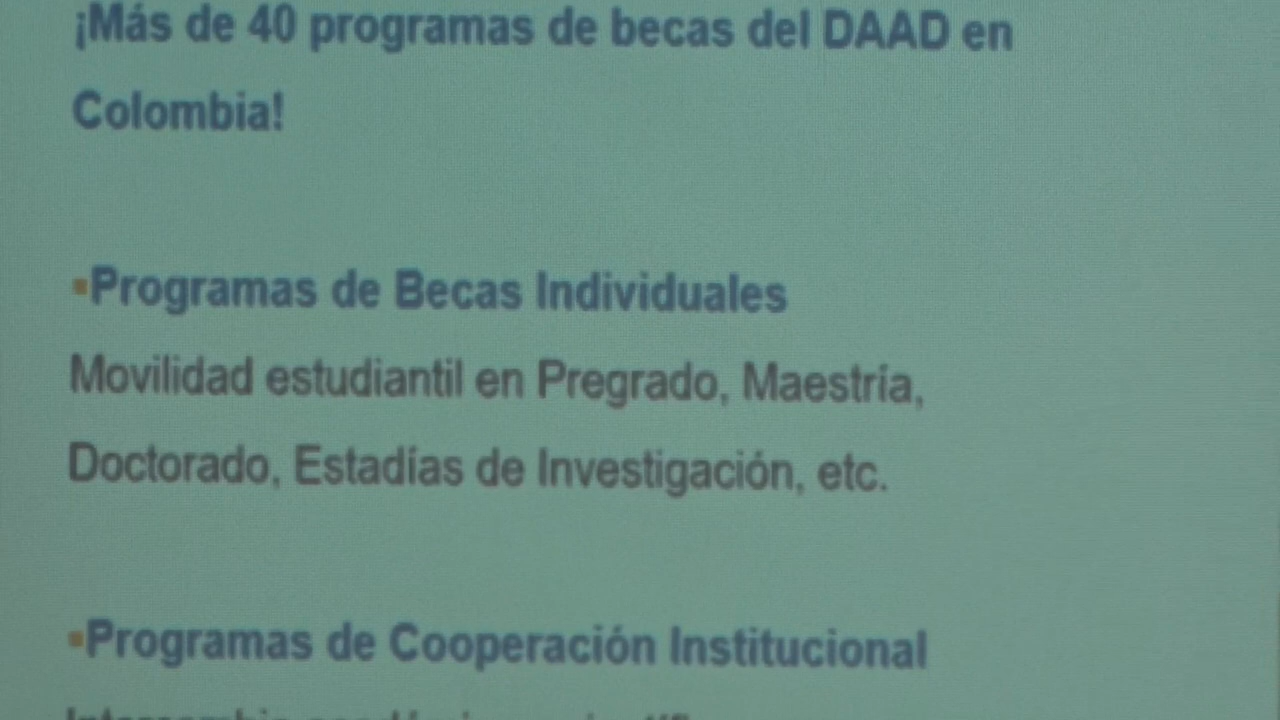 ¡Más de 40 programas de becas del DAAD en
Colombia!
▪Programas de Becas Individuales
Movilidad estudiantil en Pregrado, Maestría,
Doctorado, Estadías de Investigación, etc.
▪Programas de Cooperación Institucional